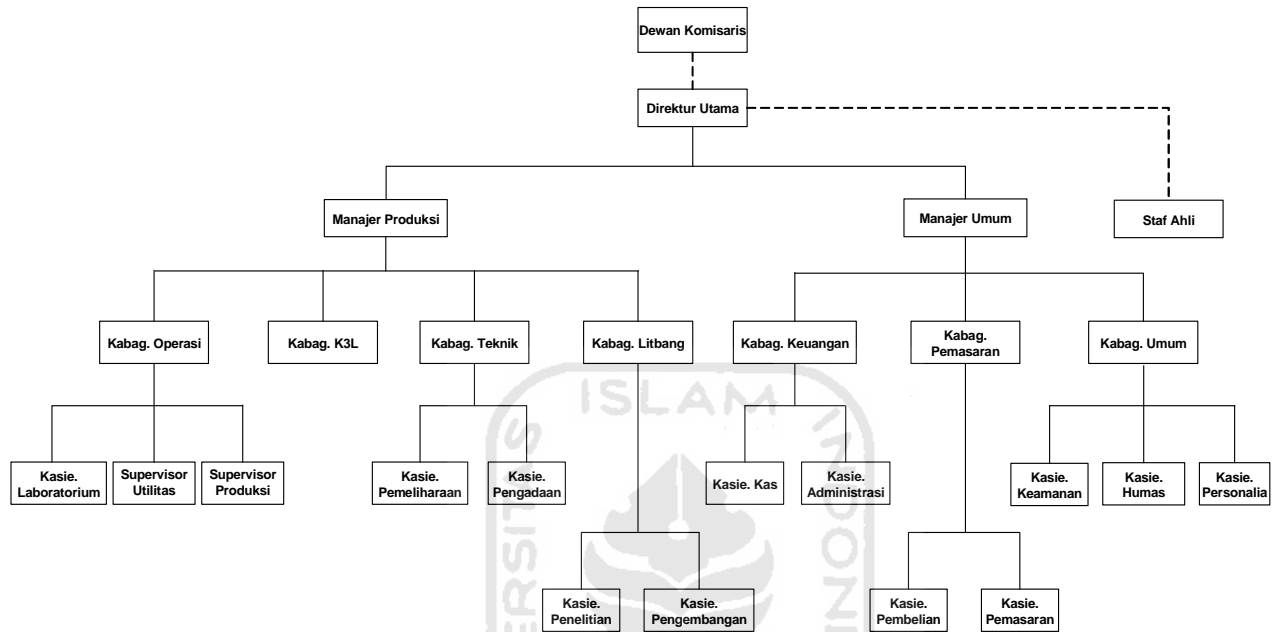 Dewan Komisaris
Direktur Utama
Manajer Produksi
Manajer Umum
Staf Ahli
Kabag. Operasi
Kabag. K3L
Kabag. Teknik
Kabag. Litbang
Kabag. Keuangan
Kabag.
Pemasaran
Kabag. Umum
ISLAM
Kasie.
Laboratorium
Supervisor
Utilitas
Supervisor
Produksi
Kasie.
Pemeliharaan
Kasie.
Pengadaan
Kasie. Kas
Kasie.
Administrasi
Kasie.
Keamanan
Kasie.
Humas
Kasie.
Personalia
Kasie.
Penelitian
Kasie.
Pengembangan
Kasie.
Pembelian
Kasie.
Pemasaran